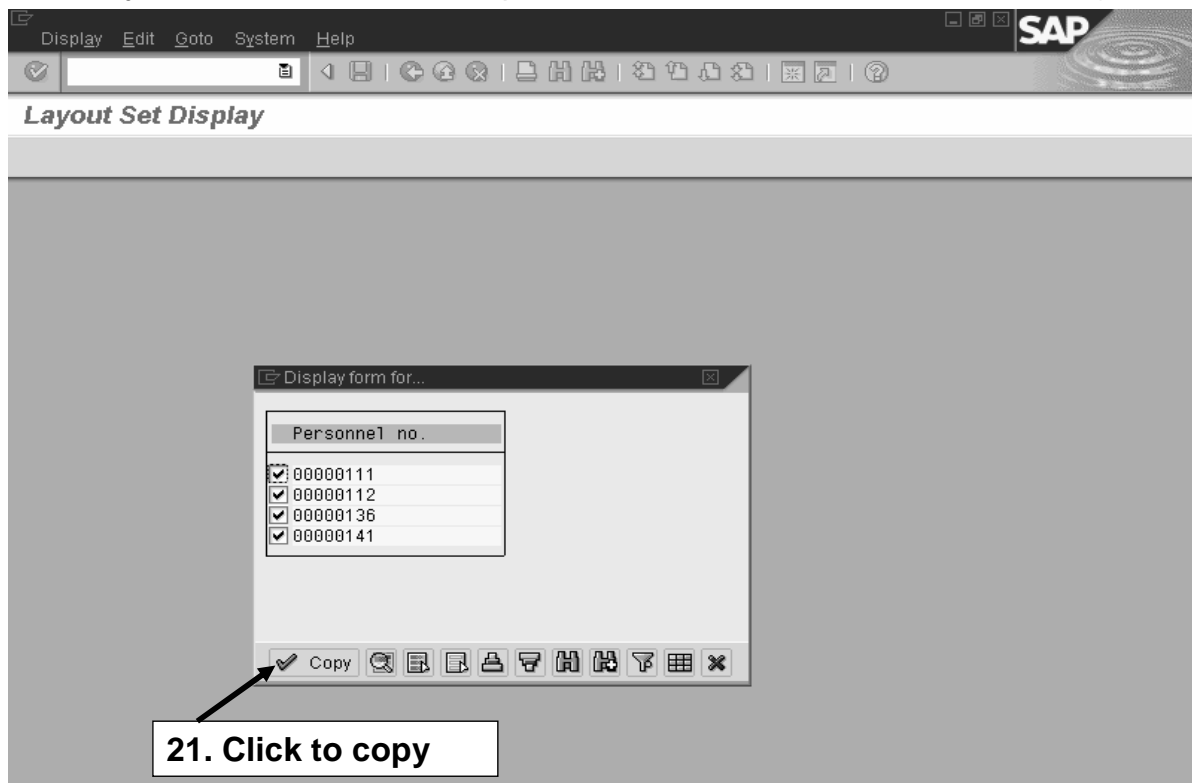 Display Edit Goto System Help
SAP
Layout Set Display
Display form for...
Personnel no.
00000111
00000112
00000136
00000141
Copy
21. Click to copy